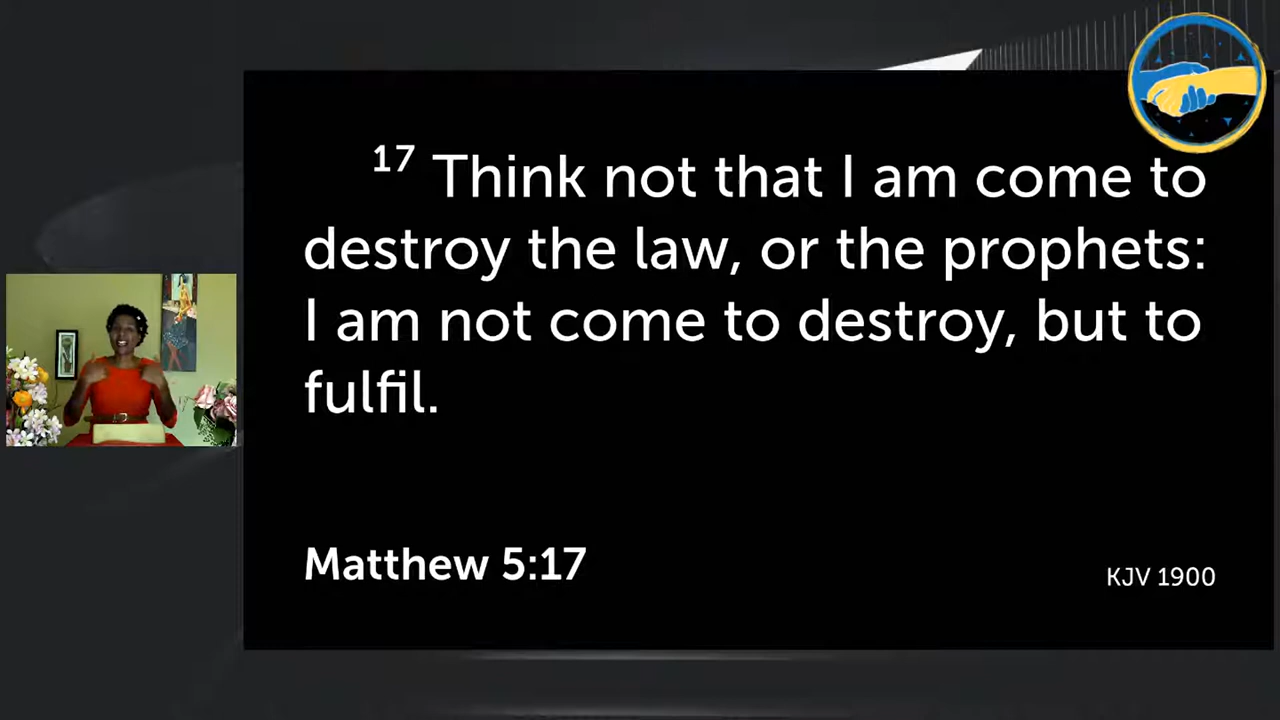 17 Think not that I am come to
destroy the law, or the prophets:
I am not come to destroy, but to
fulfil.
Matthew 5:17
KJV 1900